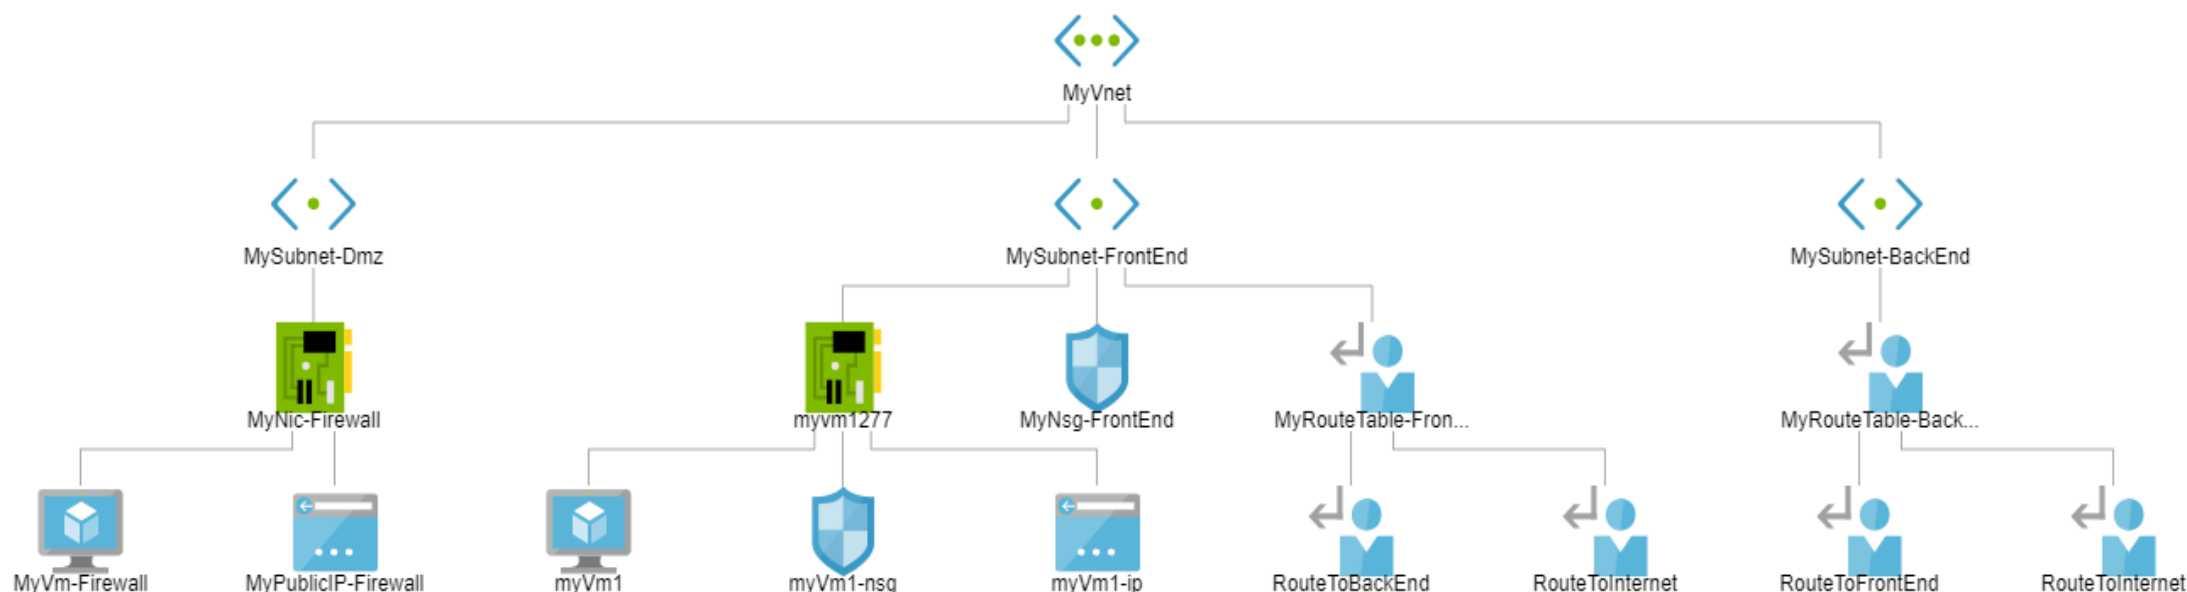 MyVnet
MySubnet-Dmz
MySubnet-FrontEnd
MySubnet-BackEnd
MyNic-Firewall
myvm1277
MyNsg-FrontEnd
MyRouteTable-Fron...
MyRouteTable-Back...
MyVm-Firewall
MyPublicIP-Firewall
myVm1
myVm1-nsg
myVm1-ip
RouteToBackEnd
RouteToInternet
RouteToFrontEnd
RouteToInternet